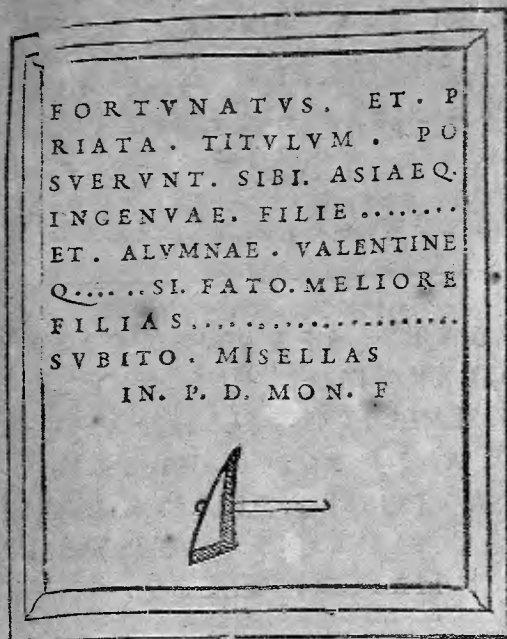 FORTVNATVS. ET. P
RIATA. TITVLVM. PO
SVERVNT. SIBI. ASIAEQ.
INGENVAE. FILIE ........
ET. ALVMNAE. VALENTINE
Q.......SI. FATO. MELIORE
FILIAS......................
SVBITO. MISELLAS
IN. P. D. MON. F